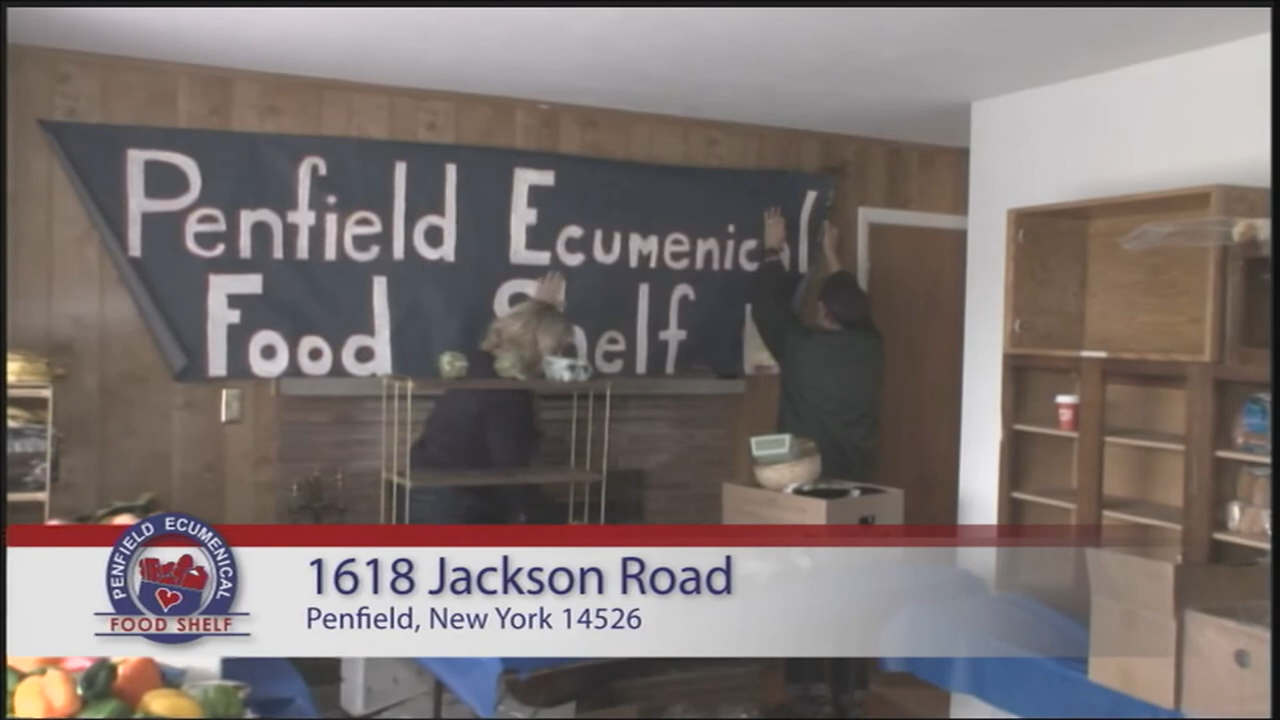 Penfield Ecumenical
Food Shelf
PENFIELD ECUMENICAL
FOOD SHELF
1618 Jackson Road
Penfield, New York 14526